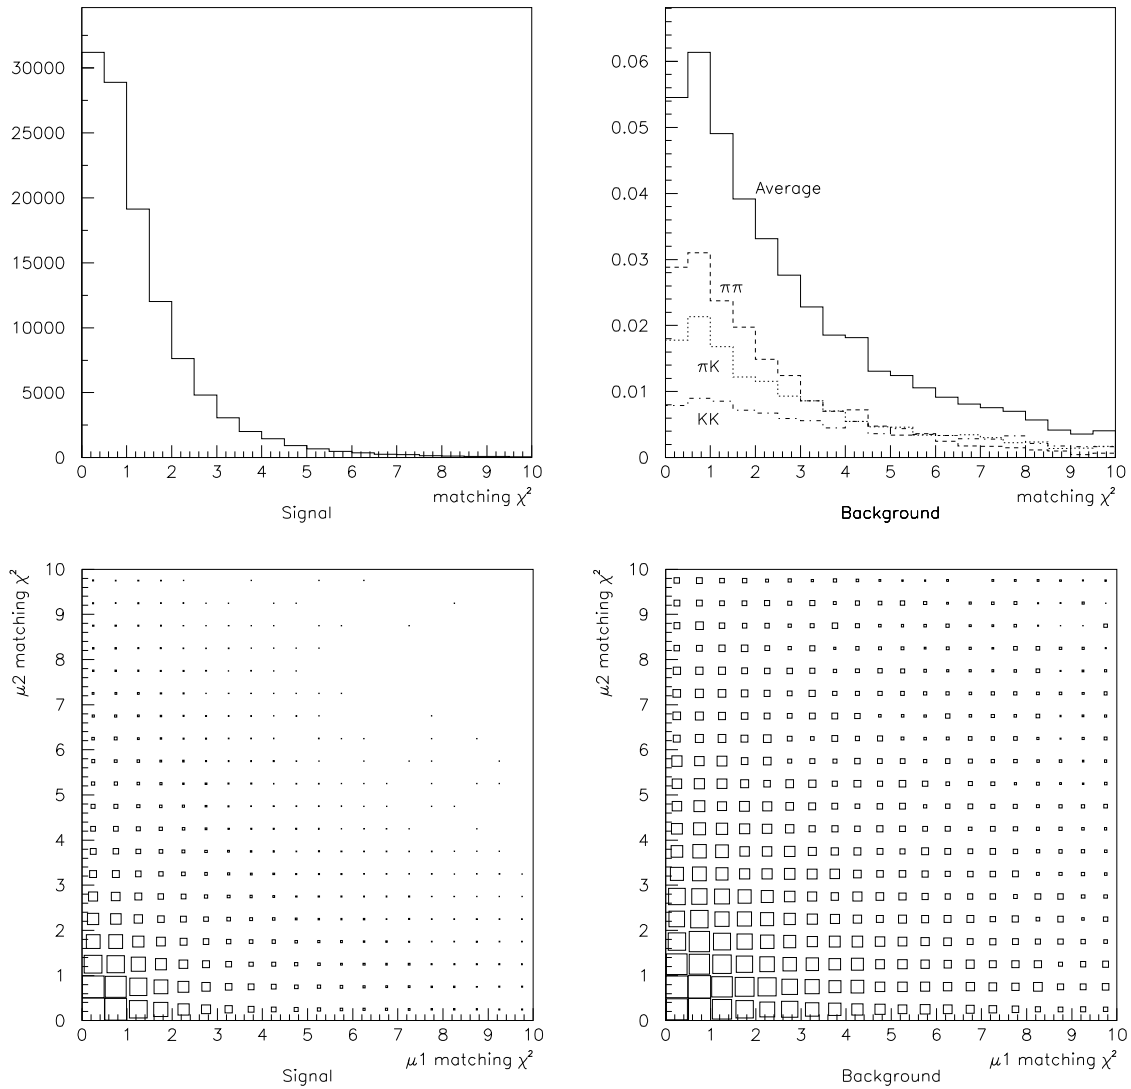 30000
25000
20000
15000
10000
5000
0
0 1 2 3 4 5 6 7 8 9 10
matching χ²
Signal
0.06
0.05
0.04
0.03
0.02
0.01
0
Average
ππ
πK
KK
0 1 2 3 4 5 6 7 8 9 10
matching χ²
Background
μ2 matching χ²
10
9
8
7
6
5
4
3
2
1
0
0 1 2 3 4 5 6 7 8 9 10
μ1 matching χ²
Signal
μ2 matching χ²
10
9
8
7
6
5
4
3
2
1
0
0 1 2 3 4 5 6 7 8 9 10
μ1 matching χ²
Background